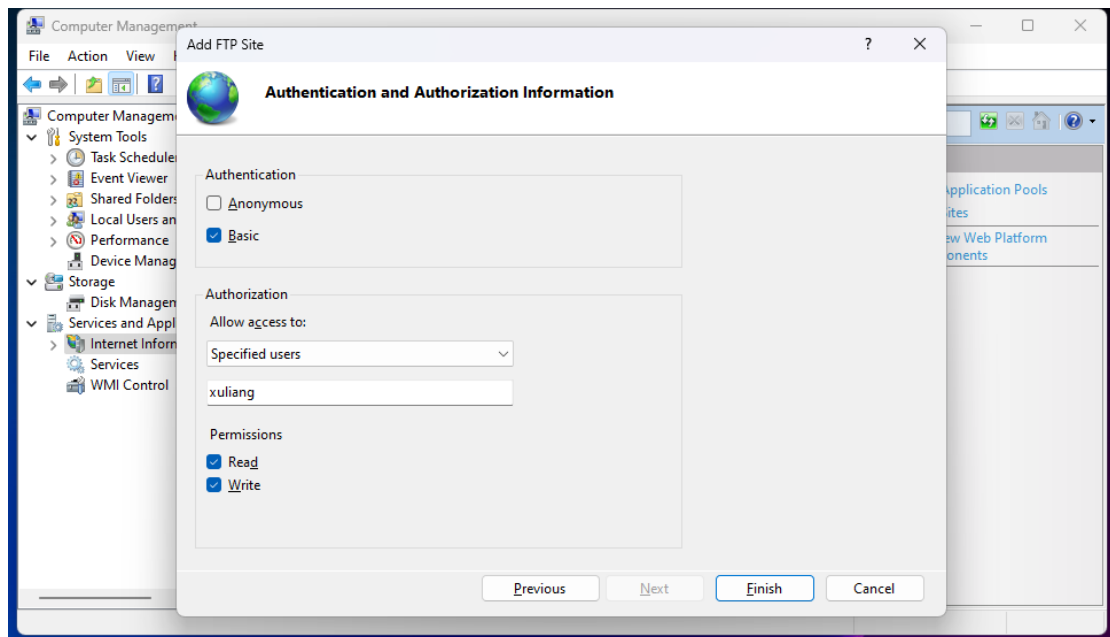 Computer Management
File Action View
Computer Managem
System Tools
Task Scheduler
Event Viewer
Shared Folders
Local Users an
Performance
Device Manag
Storage
Disk Managem
Services and Appl
Internet Inform
Services
WMI Control
Add FTP Site
?
Authentication and Authorization Information
Authentication
Anonymous
Basic
Authorization
Allow access to:
Specified users
xuliang
Permissions
Read
Write
Previous Next Finish Cancel
Application Pools
ites
ew Web Platform
onents